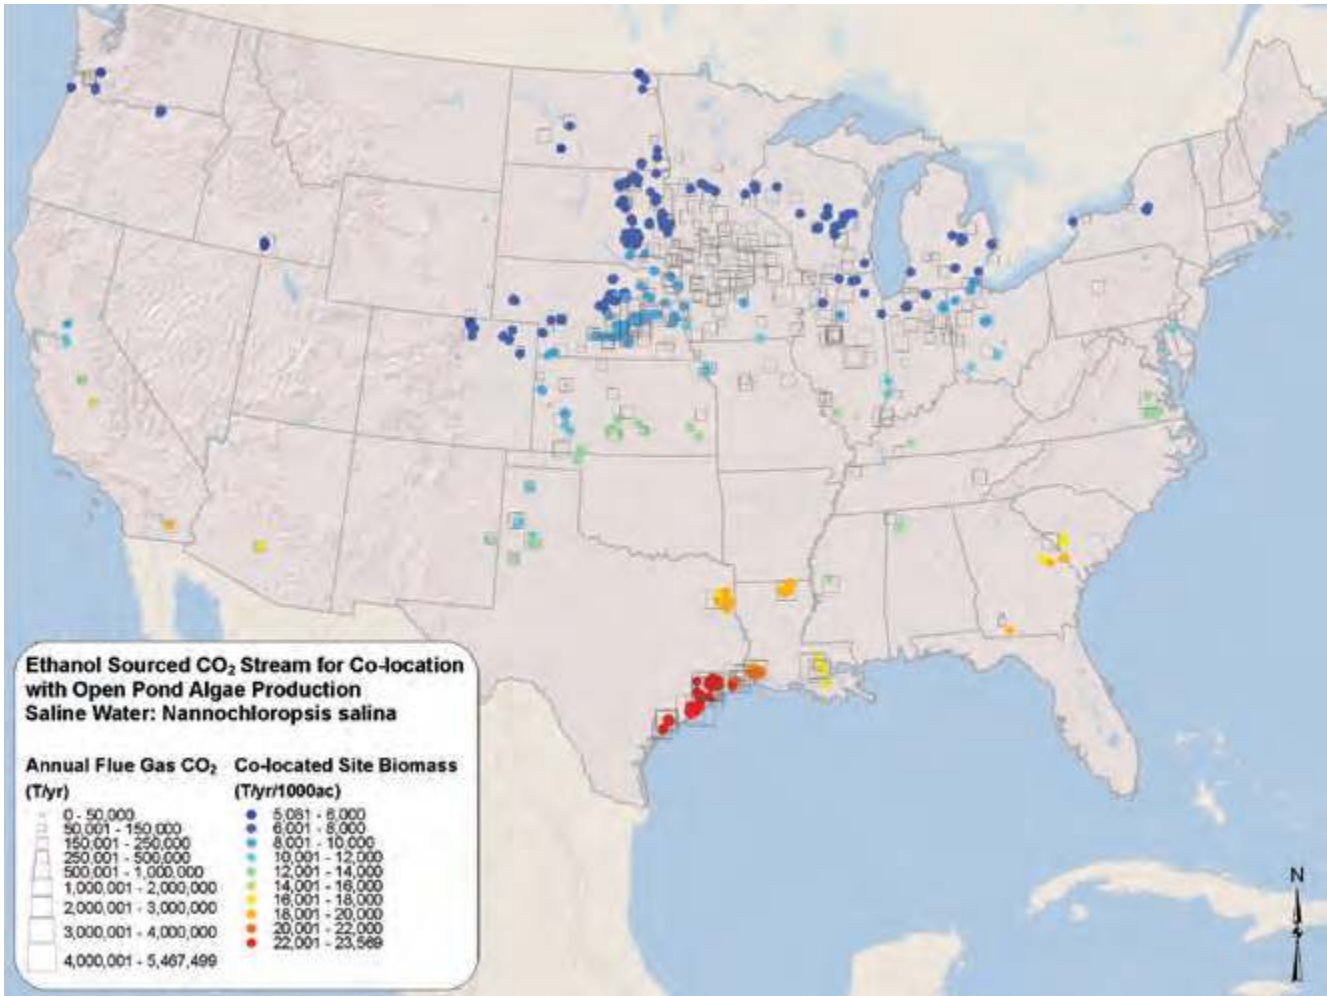 Ethanol Sourced CO₂ Stream for Co-location
with Open Pond Algae Production
Saline Water: Nannochloropsis salina
Annual Flue Gas CO₂
(T/yr)
0 - 50,000
50,001 - 150,000
150,001 - 250,000
250,001 - 500,000
500,001 - 1,000,000
1,000,001 - 2,000,000
2,000,001 - 3,000,000
3,000,001 - 4,000,000
4,000,001 - 5,467,499
Co-located Site Biomass
(T/yr/1000ac)
5,081 - 6,000
6,001 - 8,000
8,001 - 10,000
10,001 - 12,000
12,001 - 14,000
14,001 - 16,000
16,001 - 18,000
18,001 - 20,000
20,001 - 22,000
22,001 - 23,569
N